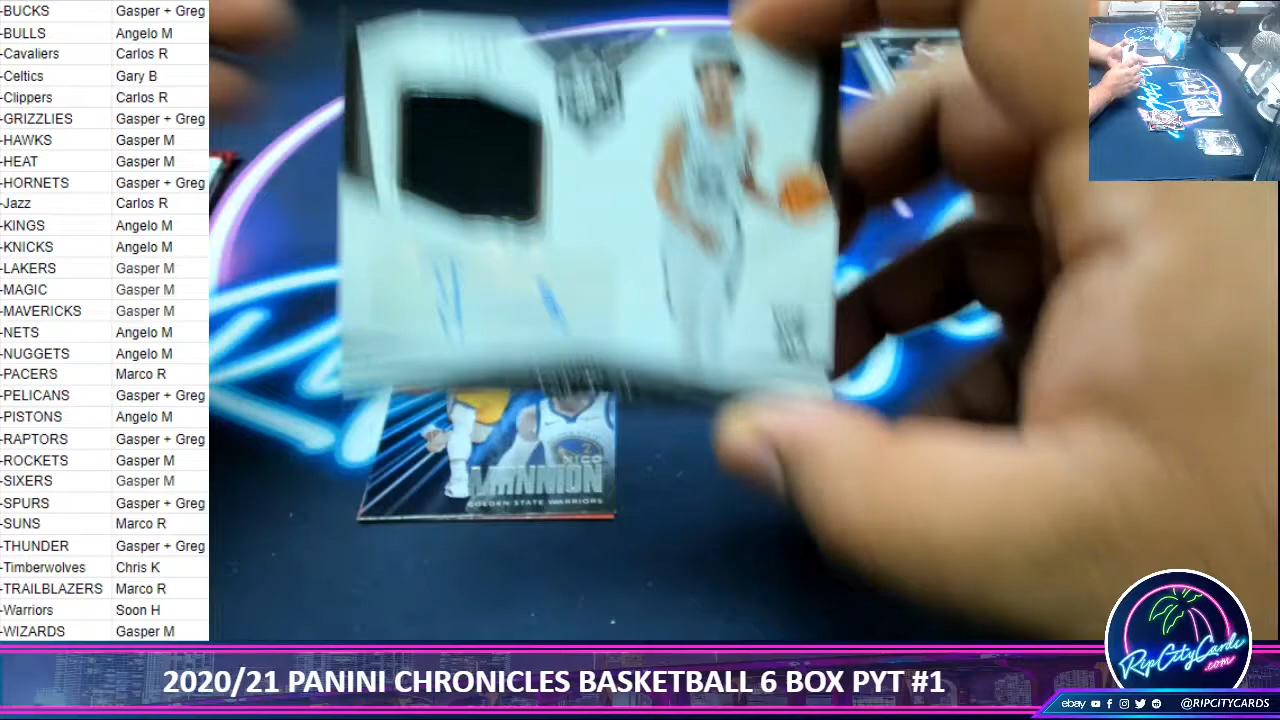 -BUCKS Gasper + Greg
-BULLS Angelo M
-Cavaliers Carlos R
-Celtics Gary B
-Clippers Carlos R
-GRIZZLIES Gasper + Greg
-HAWKS Gasper M
-HEAT Gasper M
-HORNETS Gasper + Greg
-Jazz Carlos R
-KINGS Angelo M
-KNICKS Angelo M
-LAKERS Gasper M
-MAGIC Gasper M
-MAVERICKS Gasper M
-NETS Angelo M
-NUGGETS Angelo M
-PACERS Marco R
-PELICANS Gasper + Greg
-PISTONS Angelo M
-RAPTORS Gasper + Greg
-ROCKETS Gasper M
-SIXERS Gasper M
-SPURS Gasper + Greg
-SUNS Marco R
-THUNDER Gasper + Greg
-Timberwolves Chris K
-TRAILBLAZERS Marco R
-Warriors Soon H
-WIZARDS Gasper M
NICO
MANNION
GOLDEN STATE WARRIORS
RipCityCards
.com
2020/21 PANINI CHRONICLES BASKETBALL 6 BOX PYT #1
ebay @RIPCITYCARDS